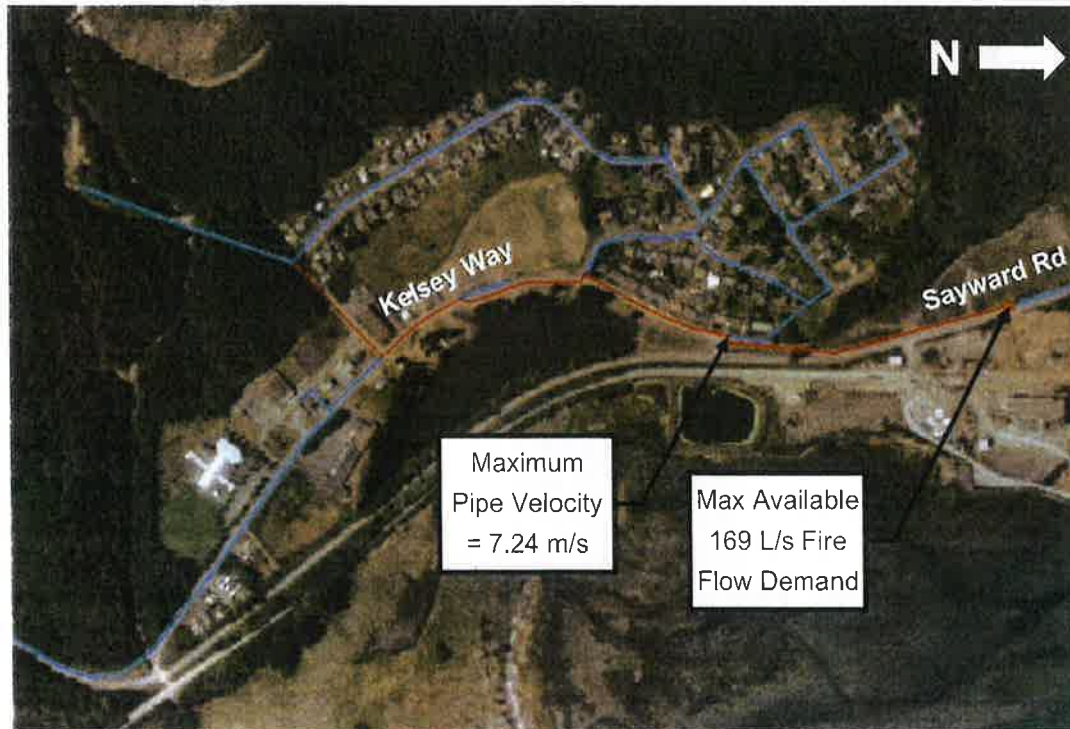 N
Kelsey Way
Sayward Rd
Maximum
Pipe Velocity
= 7.24 m/s
Max Available
169 L/s Fire
Flow Demand